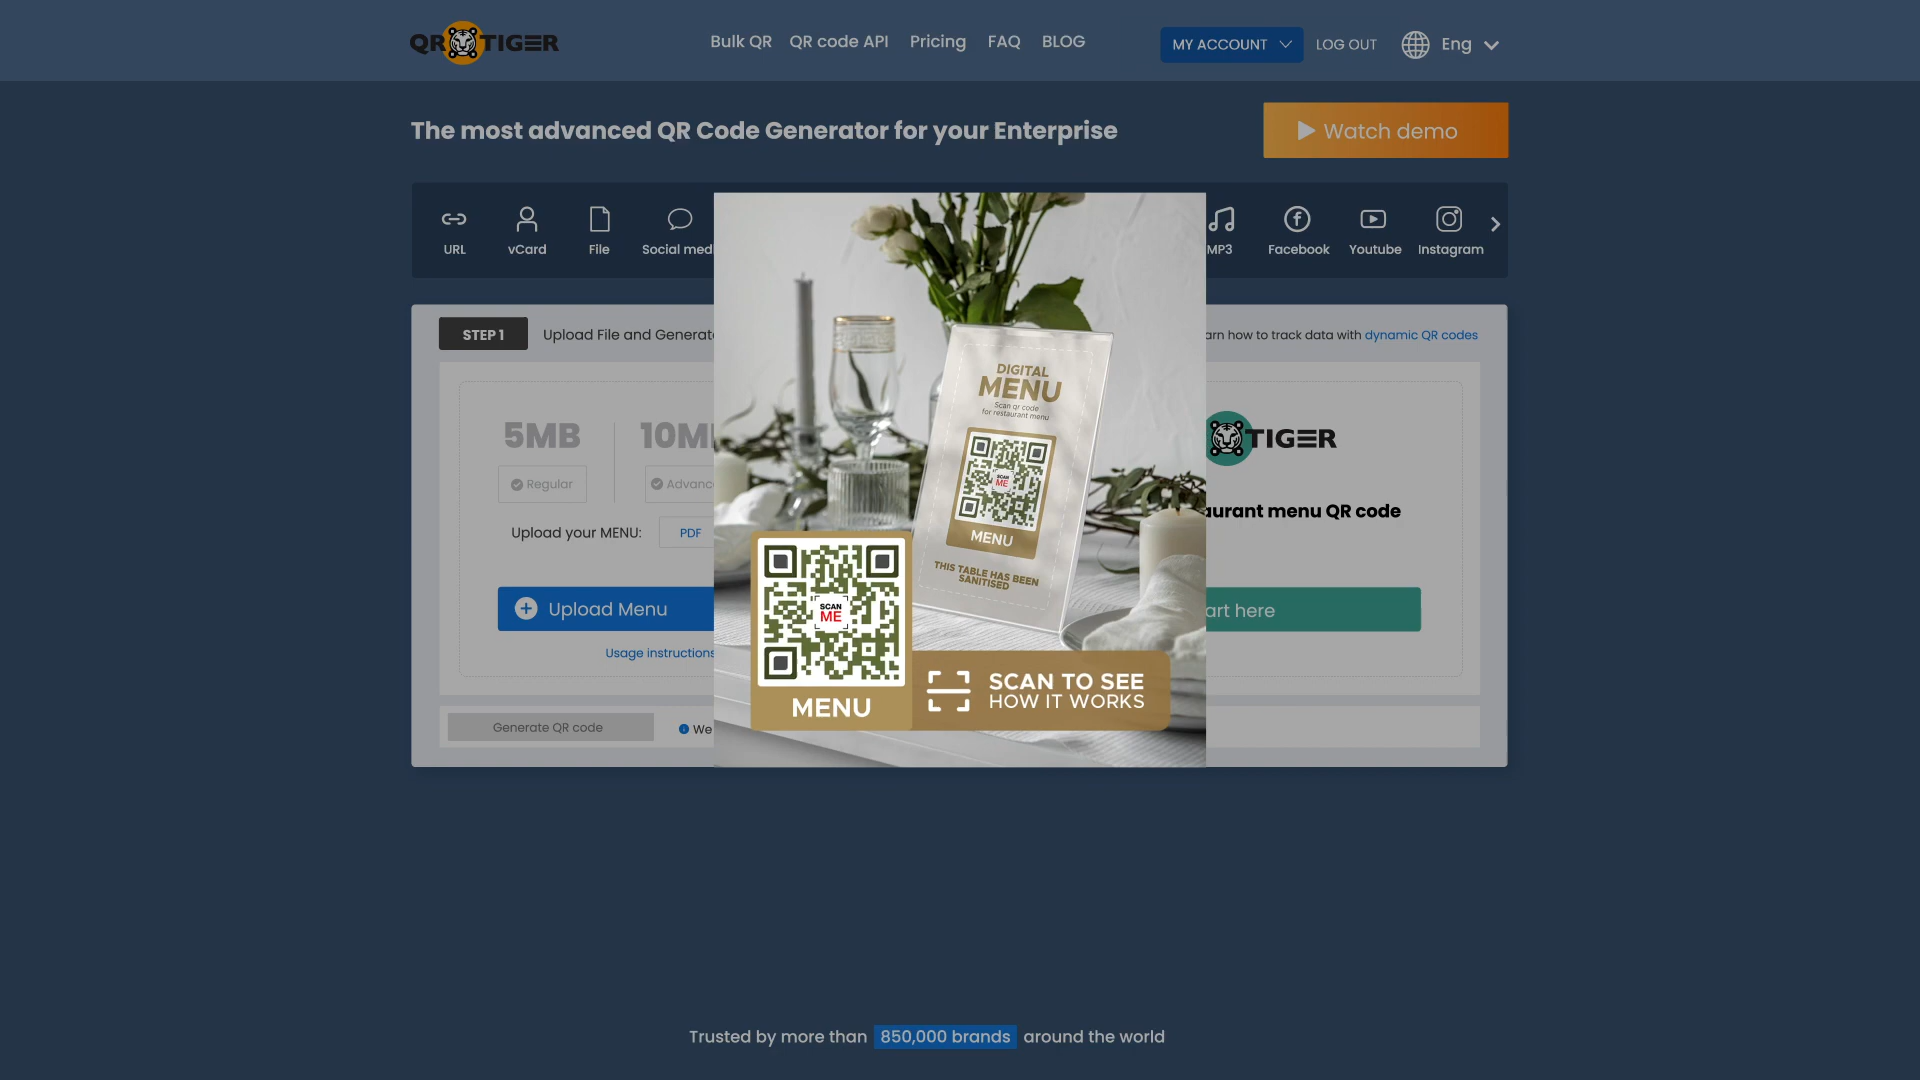 QR TIGER
Bulk QR QR code API Pricing FAQ BLOG
MY ACCOUNT LOG OUT Eng
The most advanced QR Code Generator for your Enterprise
Watch demo
URL vCard File Social med MP3 Facebook Youtube Instagram
STEP 1 Upload File and Generat
arn how to track data with dynamic QR codes
5MB 10M
Regular Advanc
Upload your MENU: PDF
Upload Menu
Usage instructions
Generate QR code We
TIGER
aurant menu QR code
art here
DIGITAL
MENU
Scan qr code
for restaurant menu
SCAN
ME
MENU
THIS TABLE HAS BEEN
SANITISED
SCAN
ME
MENU
SCAN TO SEE
HOW IT WORKS
Trusted by more than 850,000 brands around the world